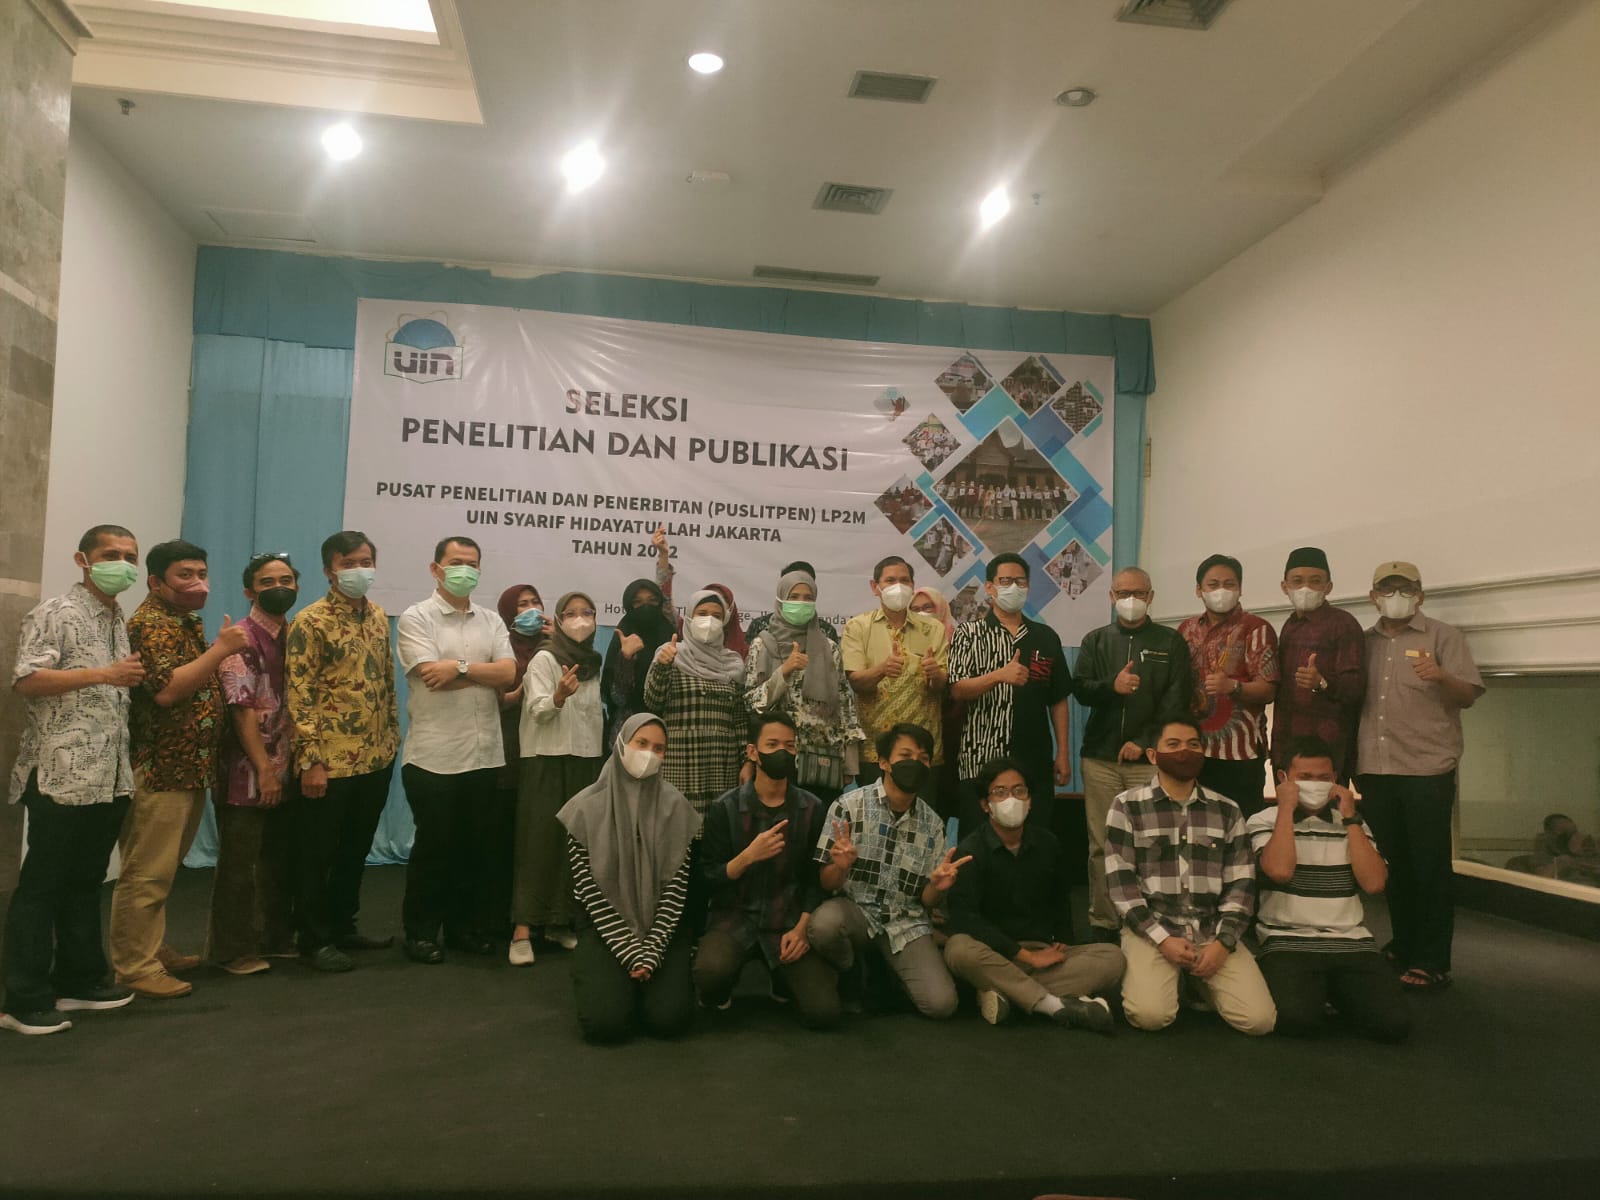 uin
SELEKSI
PENELITIAN DAN PUBLIKASI
PUSAT PENELITIAN DAN PENERBITAN (PUSLITPEN) LP2M
UIN SYARIF HIDAYATULLAH JAKARTA
TAHUN